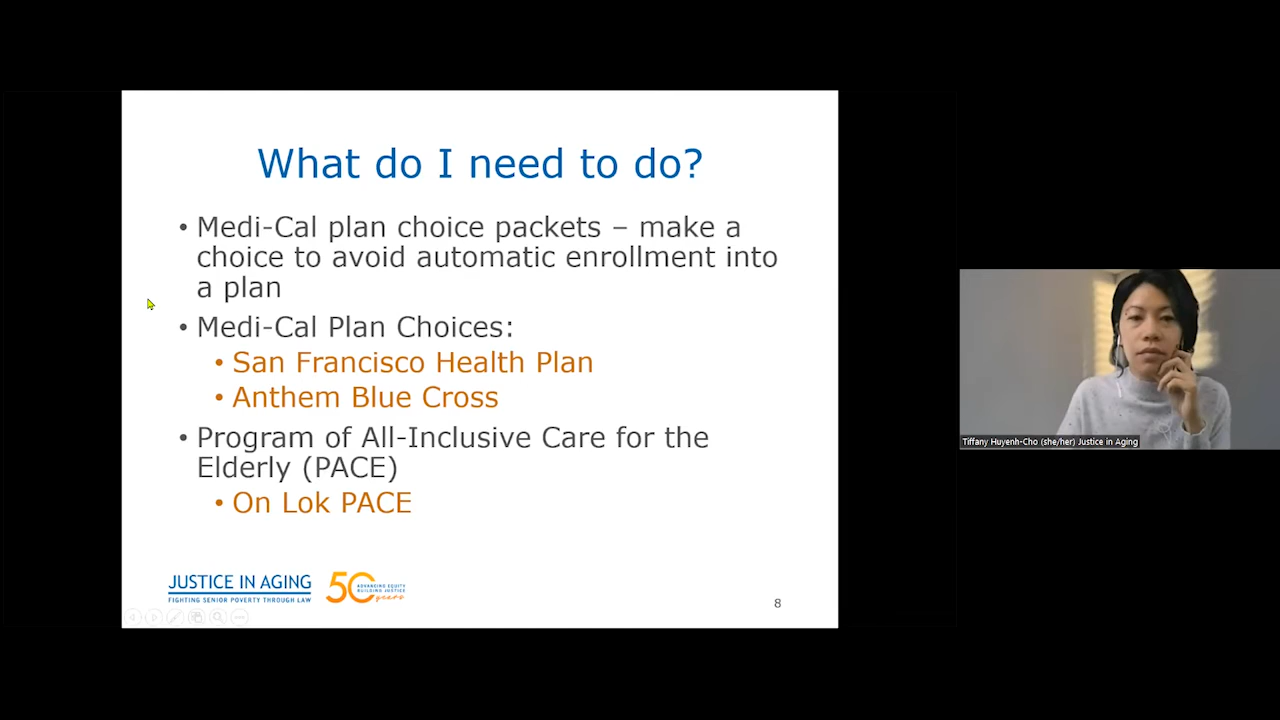 What do I need to do?
• Medi-Cal plan choice packets – make a
choice to avoid automatic enrollment into
a plan
• Medi-Cal Plan Choices:
• San Francisco Health Plan
• Anthem Blue Cross
• Program of All-Inclusive Care for the
Elderly (PACE)
• On Lok PACE
JUSTICE IN AGING
FIGHTING SENIOR POVERTY THROUGH LAW
50
ADVANCING EQUITY
BUILDING JUSTICE
years
8
Tiffany Huyenh-Cho (she/her) Justice in Aging